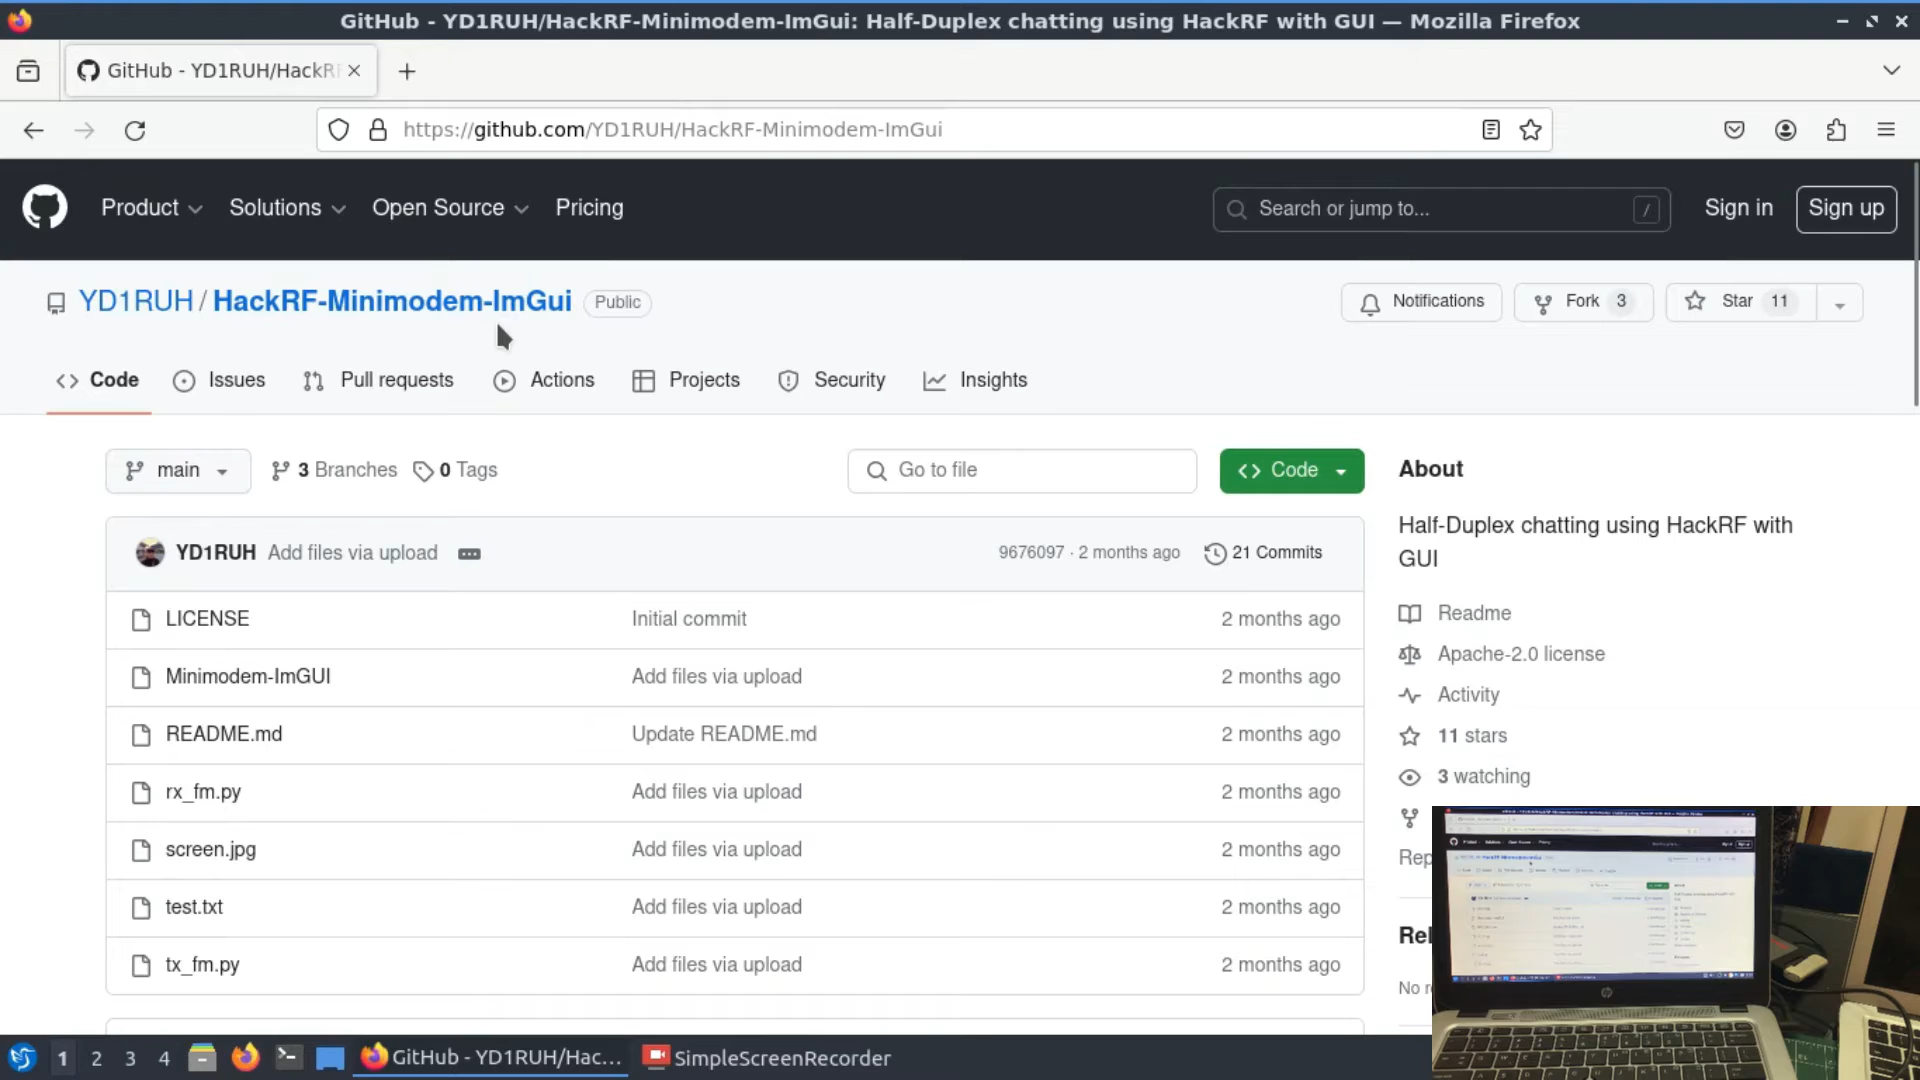 GitHub - YD1RUH/HackRF-Minimodem-ImGui: Half-Duplex chatting using HackRF with GUI — Mozilla Firefox
GitHub - YD1RUH/HackR
https://github.com/YD1RUH/HackRF-Minimodem-ImGui
Product
Solutions
Open Source
Pricing
Search or jump to...
/
Sign in
Sign up
YD1RUH / HackRF-Minimodem-ImGui
Public
Notifications
Fork 3
Star 11
Code
Issues
Pull requests
Actions
Projects
Security
Insights
main
3 Branches
0 Tags
Go to file
Code
YD1RUH Add files via upload
9676097 · 2 months ago
21 Commits
LICENSE Initial commit 2 months ago
Minimodem-ImGUI Add files via upload 2 months ago
README.md Update README.md 2 months ago
rx_fm.py Add files via upload 2 months ago
screen.jpg Add files via upload 2 months ago
test.txt Add files via upload 2 months ago
tx_fm.py Add files via upload 2 months ago
About
Half-Duplex chatting using HackRF with
GUI
Readme
Apache-2.0 license
Activity
11 stars
3 watching
Rep
Rel
No r
1 2 3 4
GitHub - YD1RUH/Hac...
SimpleScreenRecorder